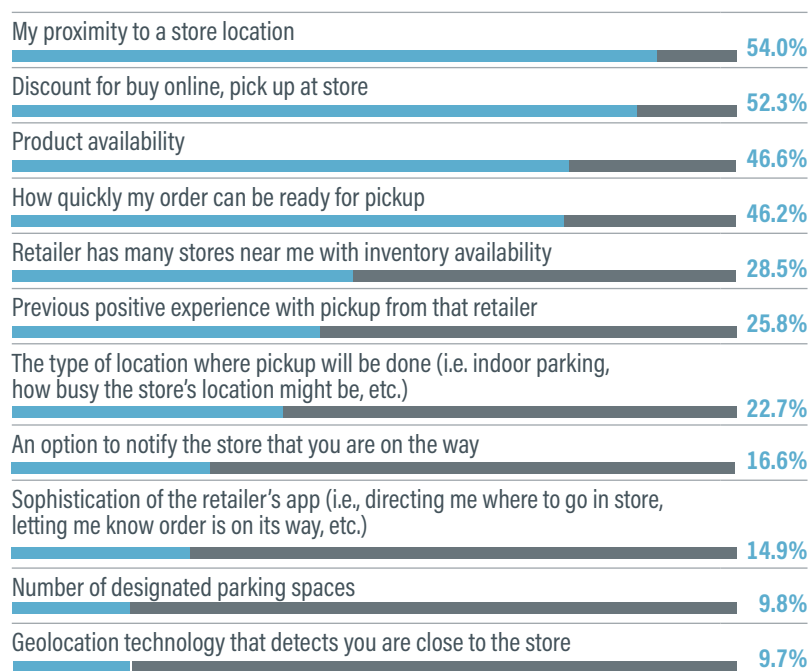 My proximity to a store location
54.0%
Discount for buy online, pick up at store
52.3%
Product availability
46.6%
How quickly my order can be ready for pickup
46.2%
Retailer has many stores near me with inventory availability
28.5%
Previous positive experience with pickup from that retailer
25.8%
The type of location where pickup will be done (i.e. indoor parking,
how busy the store's location might be, etc.)
22.7%
An option to notify the store that you are on the way
16.6%
Sophistication of the retailer's app (i.e., directing me where to go in store,
letting me know order is on its way, etc.)
14.9%
Number of designated parking spaces
9.8%
Geolocation technology that detects you are close to the store
9.7%